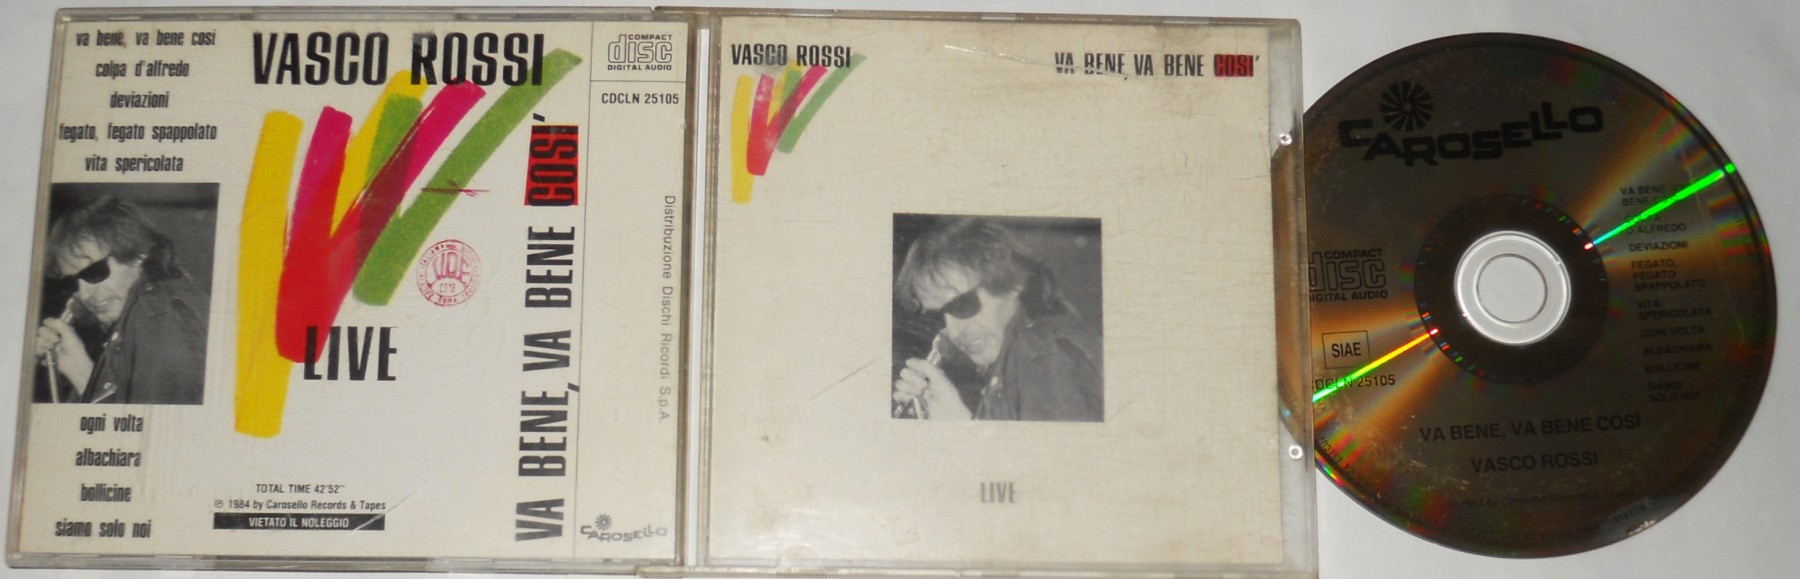 va bene, va bene così
colpa d'alfredo
deviazioni
fegato, fegato spappolato
vita spericolata
ogni volta
albachiara
bollicine
siamo solo noi
VASCO ROSSI
LIVE
TOTAL TIME 42'52''
℗ 1984 by Carosello Records & Tapes
VIETATO IL NOLEGGIO
VA BENE, VA BENE COSI'
COMPACT
disc
DIGITAL AUDIO
CDCLN 25105
Distribuzione Dischi Ricordi S.p.A.
CAROSELLO
VASCO ROSSI
VA BENE, VA BENE COSI'
LIVE
CAROSELLO
COMPACT
disc
DIGITAL AUDIO
SIAE
CDCLN 25105
VA BENE, VA
BENE
D'ALFREDO
DEVIAZIONI
FEGATO,
FEGATO
SPAPPOLATO
VITA
SPERICOLATA
OGNI VOLTA
ALBACHIARA
BOLLICINE
SIAMO
SOLO NOI
VA BENE, VA BENE COSÌ
VASCO ROSSI